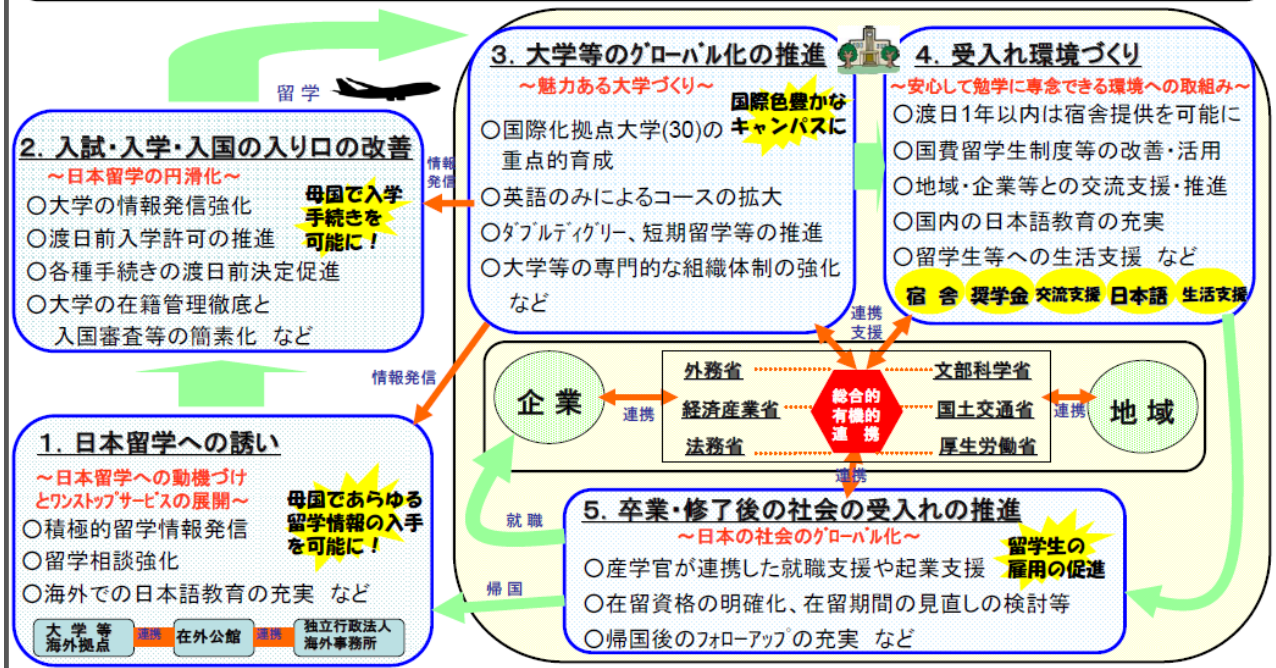 留 学
2．入試・入学・入国の入り口の改善
～日本留学の円滑化～
○大学の情報発信強化
○渡日前入学許可の推進
○各種手続きの渡日前決定促進
○大学の在籍管理徹底と
入国審査等の簡素化 など
母国で入学
手続きを
可能に！
情報
発信
3．大学等のグローバル化の推進
～魅力ある大学づくり～
国際色豊かな
キャンパスに
○国際化拠点大学(30)の
重点的育成
○英語のみによるコースの拡大
○ダブルディグリー、短期留学等の推進
○大学等の専門的な組織体制の強化
など
4．受入れ環境づくり
～安心して勉学に専念できる環境への取組み～
○渡日1年以内は宿舎提供を可能に
○国費留学生制度等の改善・活用
○地域・企業等との交流支援・推進
○国内の日本語教育の充実
○留学生等への生活支援 など
宿 舎 奨学金 交流支援 日本語 生活支援
連携
支援
情報発信
企 業
連携
外務省
経済産業省
法務省
総合的
有機的
連 携
文部科学省
国土交通省
厚生労働省
連携
地 域
連携
1．日本留学への誘い
～日本留学への動機づけ
とワンストップサービスの展開～
○積極的留学情報発信
○留学相談強化
○海外での日本語教育の充実 など
母国であらゆる
留学情報の入手
を可能に！
大 学 等
海外拠点
連携
在外公館
連携
独立行政法人
海外事務所
就 職
帰 国
5．卒業・修了後の社会の受入れの推進
～日本の社会のグローバル化～
○産学官が連携した就職支援や起業支援
○在留資格の明確化、在留期間の見直しの検討等
○帰国後のフォローアップの充実 など
留学生の
雇用の促進